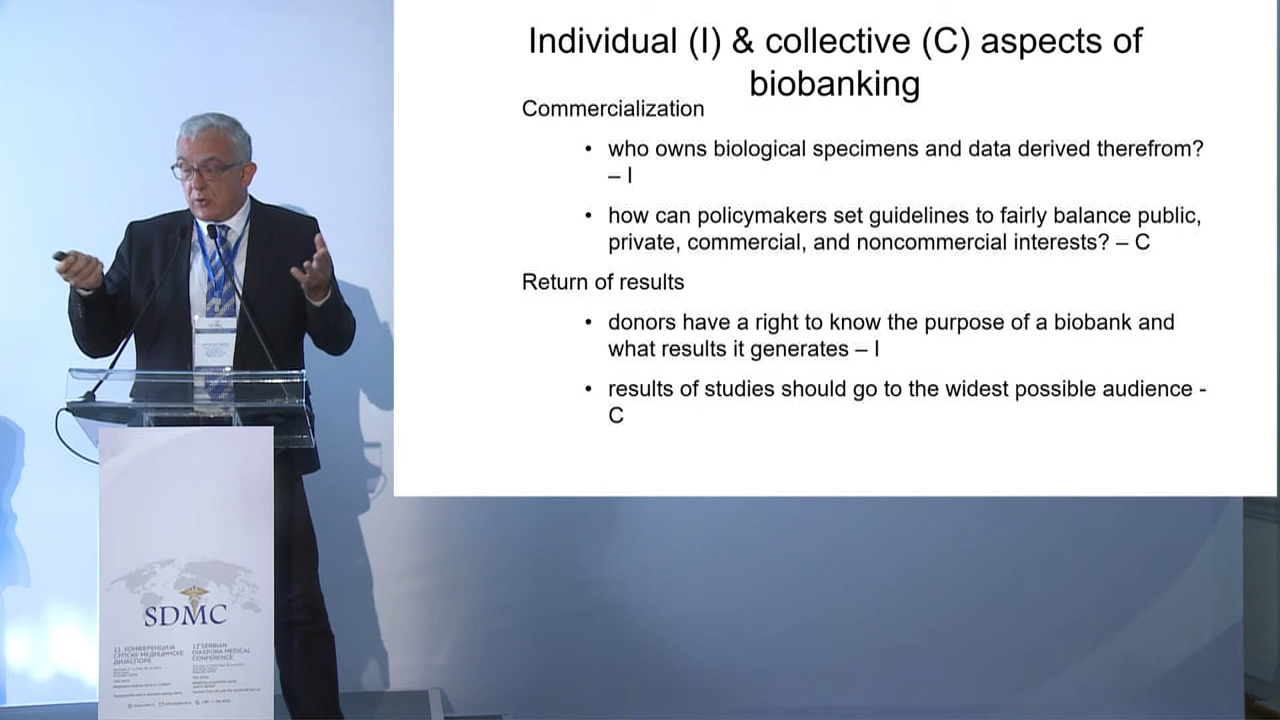 Individual (I) & collective (C) aspects of
biobanking
Commercialization
• who owns biological specimens and data derived therefrom?
– I
• how can policymakers set guidelines to fairly balance public,
private, commercial, and noncommercial interests? – C
Return of results
• donors have a right to know the purpose of a biobank and
what results it generates – I
• results of studies should go to the widest possible audience -
C
SDMC
11. КОНФЕРЕНЦИЈА
СРПСКЕ МЕДИЦИНСКЕ
ДИЈАСПОРЕ
SERBIAN
DIASPORA MEDICAL
CONFERENCE